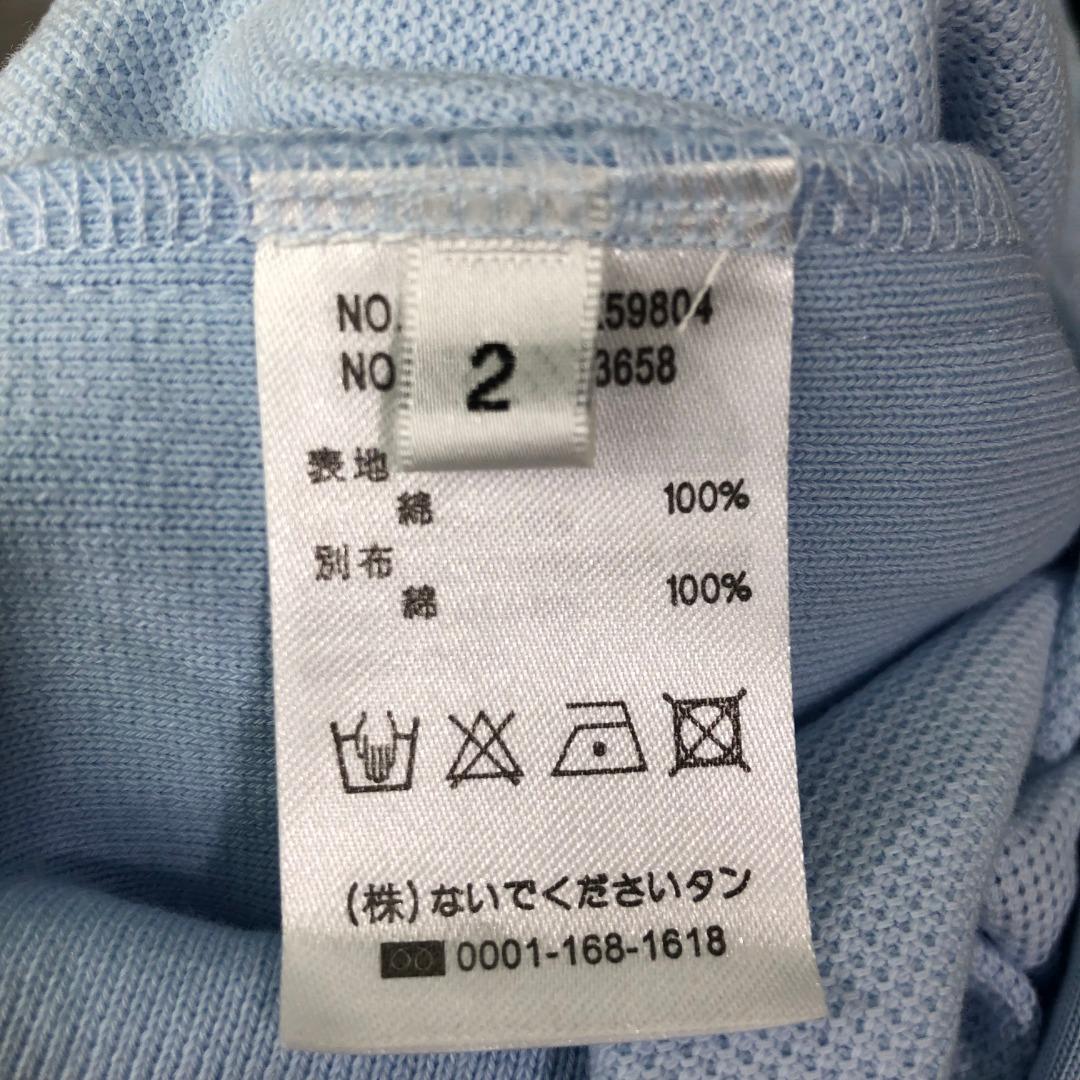 NO. 59804
NO 3658
2
表地
綿 100%
別布
綿 100%
(株)ないでくださいタン
0001-168-1618